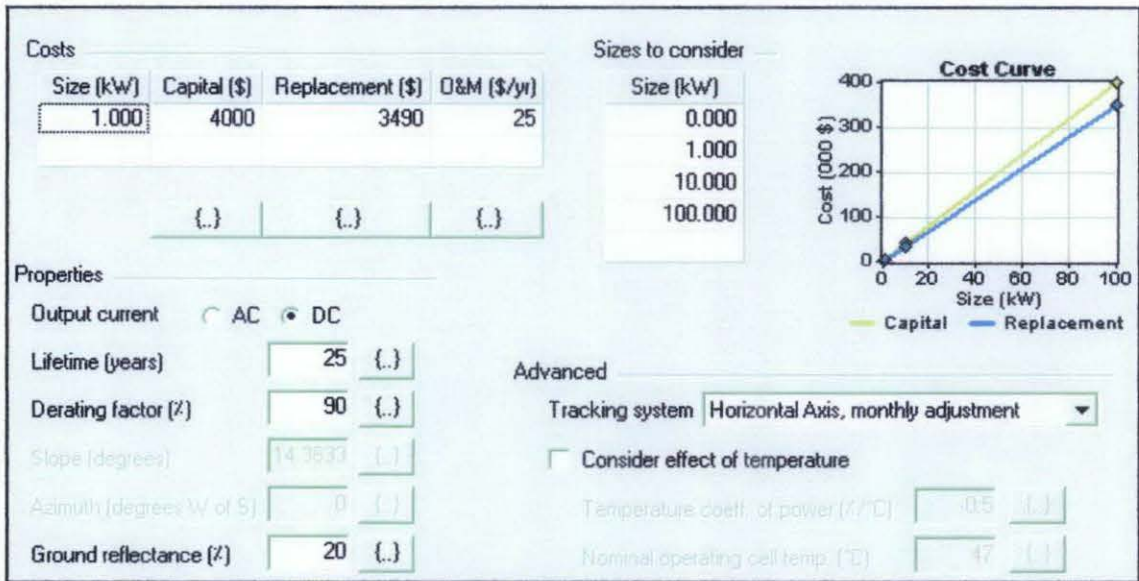 Costs
Size (kW) Capital ($) Replacement ($) O&M ($/yr)
1.000 4000 3490 25
{..} {..} {..}
Sizes to consider
Size (kW)
0.000
1.000
10.000
100.000
Cost Curve
Cost (000 $)
400
300
200
100
0
0 20 40 60 80 100
Size (kW)
Capital Replacement
Properties
Output current AC DC
Lifetime (years) 25 {..}
Derating factor (%) 90 {..}
Slope (degrees) 14.3633 {..}
Azimuth (degrees W of S) 0 {..}
Ground reflectance (%) 20 {..}
Advanced
Tracking system Horizontal Axis, monthly adjustment
Consider effect of temperature
Temperature coeff. of power (%/°C) -0.5 {..}
Nominal operating cell temp. (°C) 47 {..}